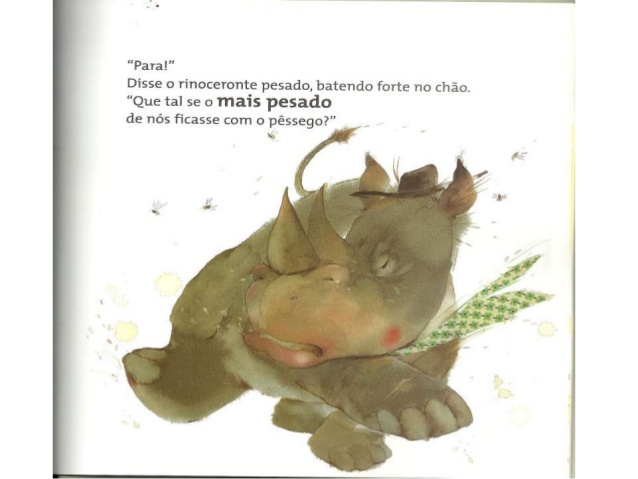 “Para!”
Disse o rinoceronte pesado, batendo forte no chão.
“Que tal se o mais pesado
de nós ficasse com o pêssego?”